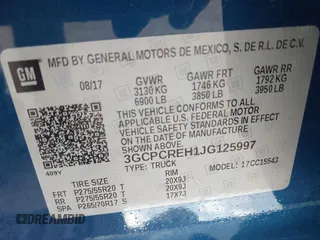 GM
MFD BY GENERAL MOTORS DE MEXICO, S. DE R.L. DE C.V.
08/17 GVWR GAWR FRT GAWR RR
3130 KG 1746 KG 1792 KG
6900 LB 3850 LB 3950 LB
THIS VEHICLE CONFORMS TO ALL
APPLICABLE U.S. FEDERAL MOTOR
VEHICLE SAFETY STANDARDS IN
EFFECT ON THE DATE OF
MANUFACTURE SHOWN ABOVE.
3GCPCREH1JG125997
TYPE: TRUCK 17CC15543
TIRE SIZE RIM
FRT P275/55R20 T 20X9J
RR P275/55R20 T 20X9J
SPA P265/70R17 S 17X7J
DREAMBID